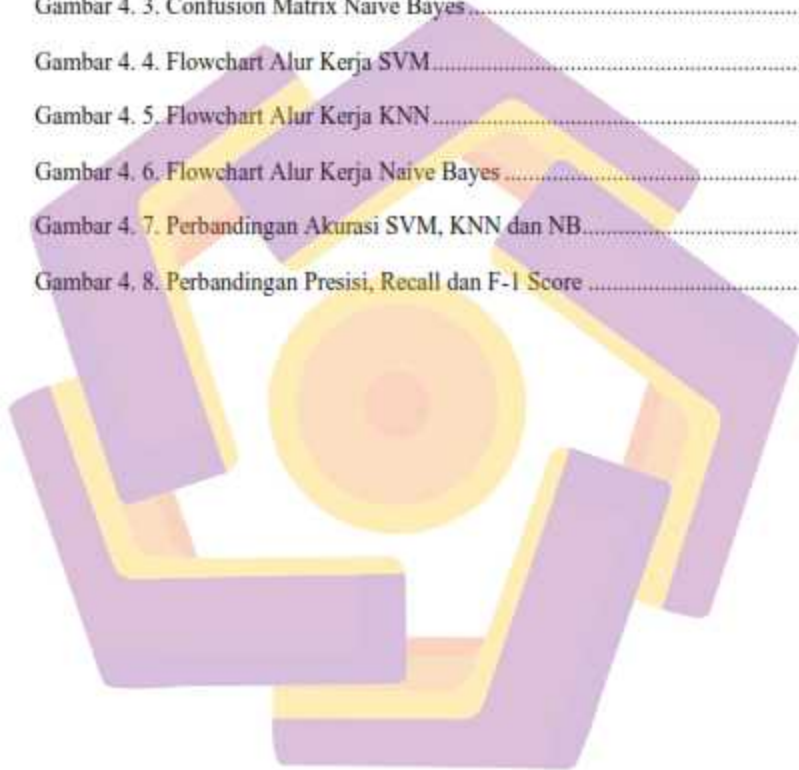 Gambar 4. 3. Confusion Matrix Naive Bayes.......................................................
Gambar 4. 4. Flowchart Alur Kerja SVM.............................................................
Gambar 4. 5. Flowchart Alur Kerja KNN.............................................................
Gambar 4. 6. Flowchart Alur Kerja Naive Bayes .................................................
Gambar 4. 7. Perbandingan Akurasi SVM, KNN dan NB....................................
Gambar 4. 8. Perbandingan Presisi, Recall dan F-1 Score ...................................